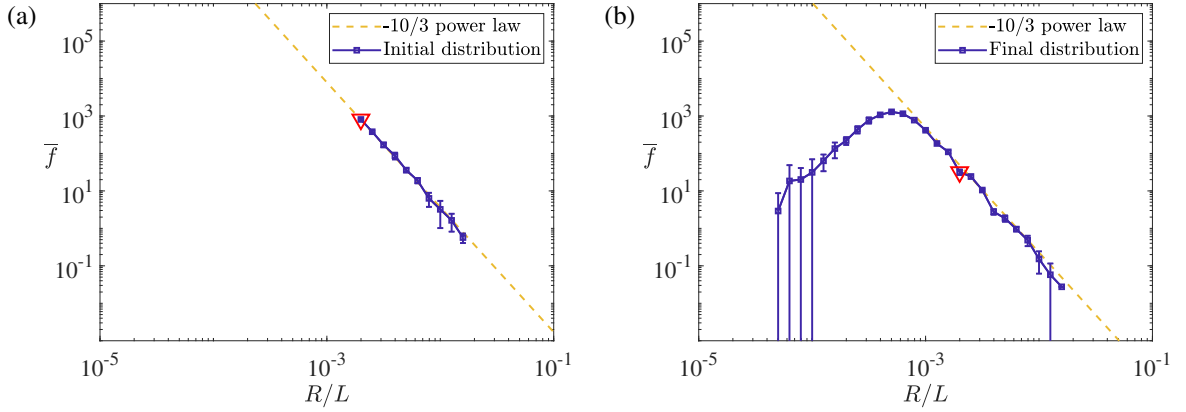 (a)
-10/3 power law
Initial distribution
10^5
10^3
10^1
10^-1
f̅
10^-5
10^-3
10^-1
R/L
(b)
-10/3 power law
Final distribution
10^5
10^3
10^1
10^-1
f̅
10^-5
10^-3
10^-1
R/L